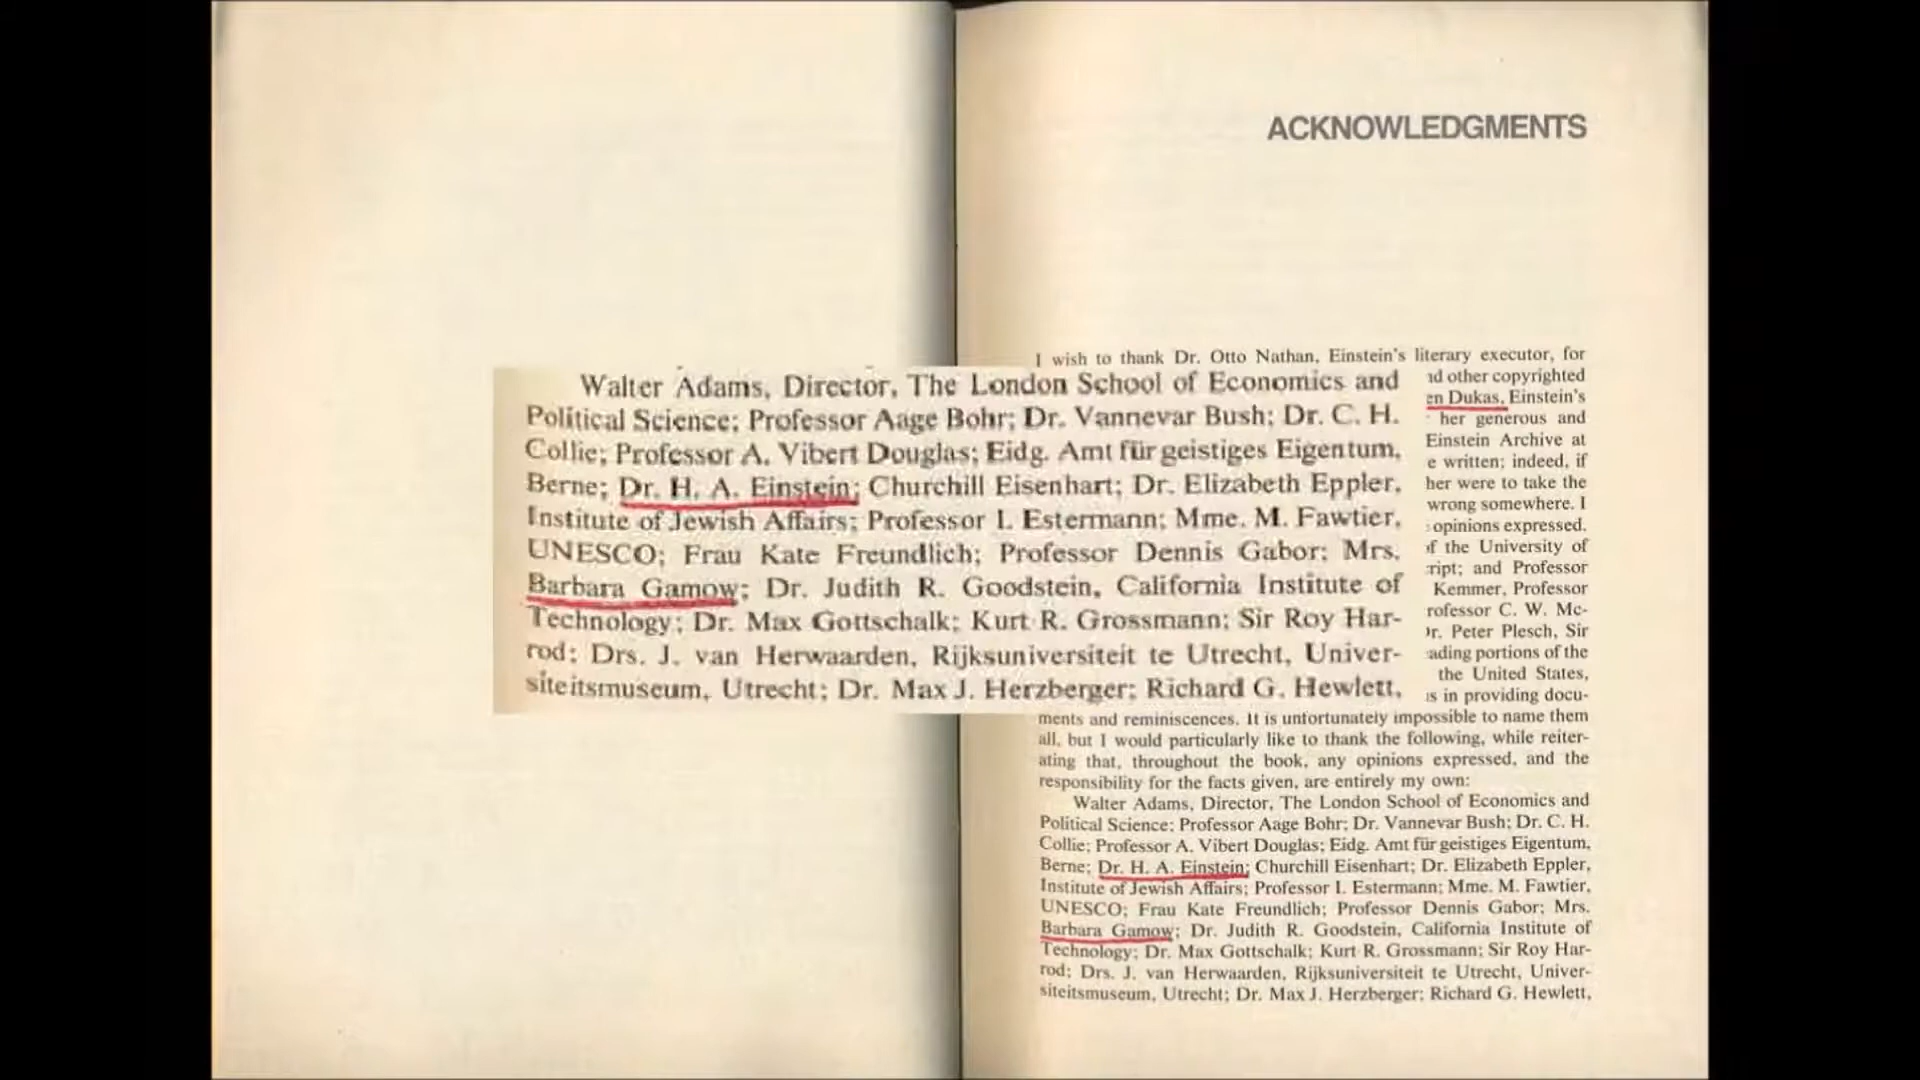 ACKNOWLEDGMENTS
I wish to thank Dr. Otto Nathan, Einstein's literary executor, for
other copyrighted
Dukas, Einstein's
her generous and
Einstein Archive at
written; indeed, if
her were to take the
wrong somewhere. I
opinions expressed.
of the University of
and Professor
Kemmer, Professor
Professor C. W. Mc-
Dr. Peter Plesch, Sir
portions of the
the United States,
in providing docu-
ments and reminiscences. It is unfortunately impossible to name them
all, but I would particularly like to thank the following, while reiter-
ating that, throughout the book, any opinions expressed, and the
responsibility for the facts given, are entirely my own:
Walter Adams, Director, The London School of Economics and
Political Science; Professor Aage Bohr; Dr. Vannevar Bush; Dr. C. H.
Collie; Professor A. Vibert Douglas; Eidg. Amt für geistiges Eigentum,
Berne; Dr. H. A. Einstein; Churchill Eisenhart; Dr. Elizabeth Eppler,
Institute of Jewish Affairs; Professor I. Estermann; Mme. M. Fawtier,
UNESCO; Frau Kate Freundlich; Professor Dennis Gabor; Mrs.
Barbara Gamow; Dr. Judith R. Goodstein, California Institute of
Technology; Dr. Max Gottschalk; Kurt R. Grossmann; Sir Roy Har-
rod; Drs. J. van Herwaarden, Rijksuniversiteit te Utrecht, Univer-
siteitsmuseum, Utrecht; Dr. Max J. Herzberger; Richard G. Hewlett,
Walter Adams, Director, The London School of Economics and
Political Science; Professor Aage Bohr; Dr. Vannevar Bush; Dr. C. H.
Collie; Professor A. Vibert Douglas; Eidg. Amt für geistiges Eigentum,
Berne; Dr. H. A. Einstein; Churchill Eisenhart; Dr. Elizabeth Eppler,
Institute of Jewish Affairs; Professor I. Estermann; Mme. M. Fawtier,
UNESCO; Frau Kate Freundlich; Professor Dennis Gabor; Mrs.
Barbara Gamow; Dr. Judith R. Goodstein, California Institute of
Technology; Dr. Max Gottschalk; Kurt R. Grossmann; Sir Roy Har-
rod; Drs. J. van Herwaarden, Rijksuniversiteit te Utrecht, Univer-
siteitsmuseum, Utrecht; Dr. Max J. Herzberger; Richard G. Hewlett,